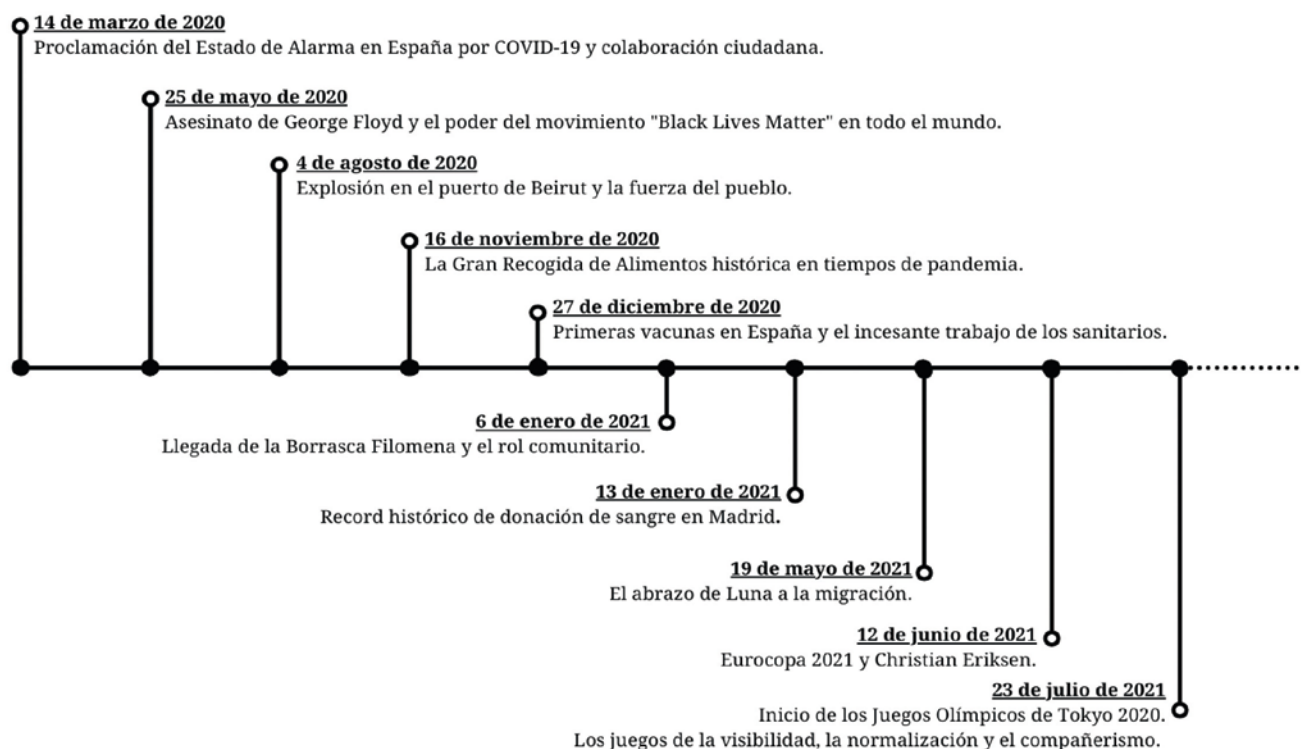 14 de marzo de 2020
Proclamación del Estado de Alarma en España por COVID-19 y colaboración ciudadana.
25 de mayo de 2020
Asesinato de George Floyd y el poder del movimiento "Black Lives Matter" en todo el mundo.
4 de agosto de 2020
Explosión en el puerto de Beirut y la fuerza del pueblo.
16 de noviembre de 2020
La Gran Recogida de Alimentos histórica en tiempos de pandemia.
27 de diciembre de 2020
Primeras vacunas en España y el incesante trabajo de los sanitarios.
6 de enero de 2021
Llegada de la Borrasca Filomena y el rol comunitario.
13 de enero de 2021
Record histórico de donación de sangre en Madrid.
19 de mayo de 2021
El abrazo de Luna a la migración.
12 de junio de 2021
Eurocopa 2021 y Christian Eriksen.
23 de julio de 2021
Inicio de los Juegos Olímpicos de Tokyo 2020.
Los juegos de la visibilidad, la normalización y el compañerismo.